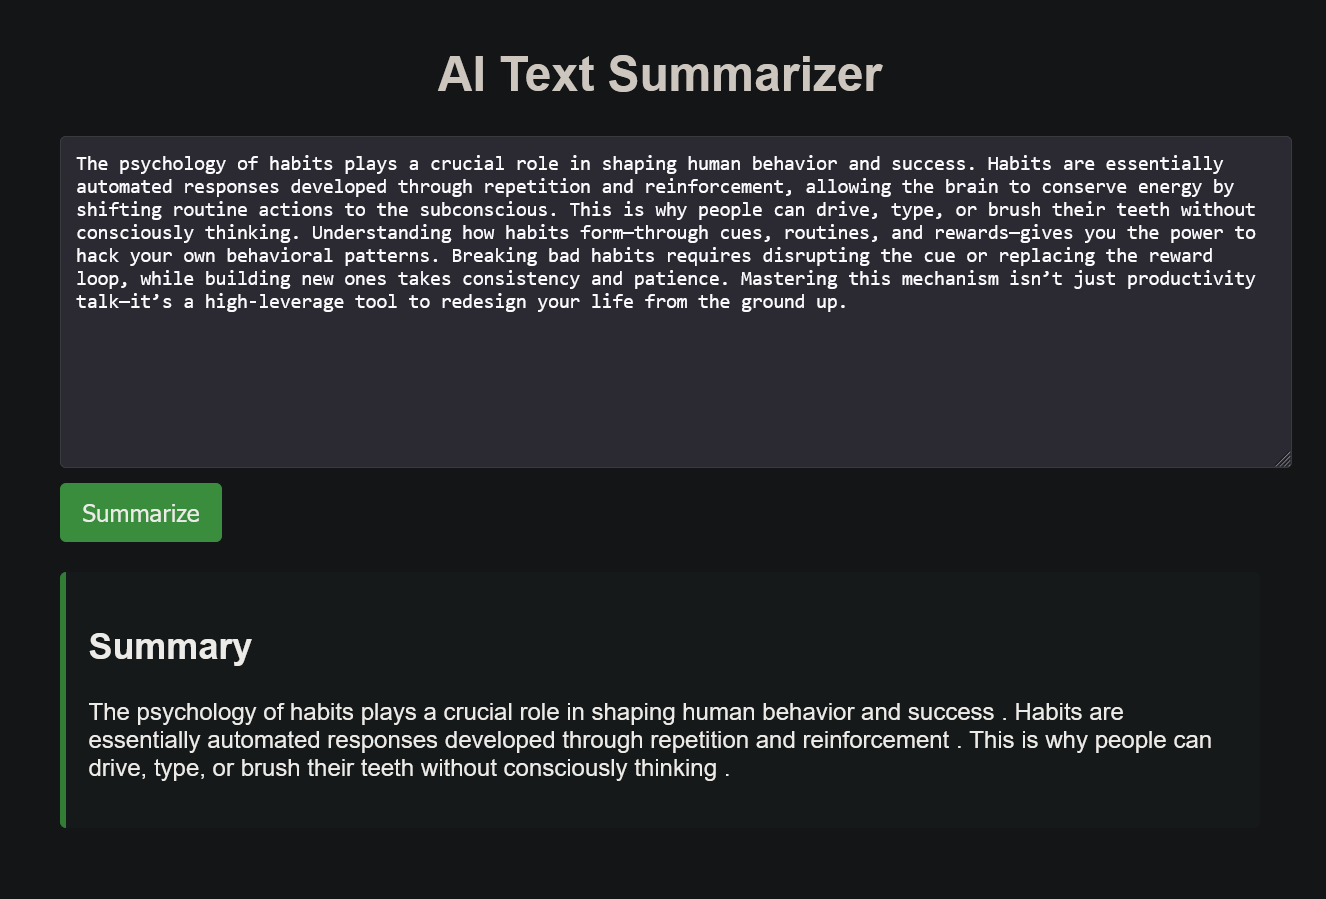 AI Text Summarizer
The psychology of habits plays a crucial role in shaping human behavior and success. Habits are essentially
automated responses developed through repetition and reinforcement, allowing the brain to conserve energy by
shifting routine actions to the subconscious. This is why people can drive, type, or brush their teeth without
consciously thinking. Understanding how habits form—through cues, routines, and rewards—gives you the power to
hack your own behavioral patterns. Breaking bad habits requires disrupting the cue or replacing the reward
loop, while building new ones takes consistency and patience. Mastering this mechanism isn’t just productivity
talk—it’s a high-leverage tool to redesign your life from the ground up.
Summarize
Summary
The psychology of habits plays a crucial role in shaping human behavior and success . Habits are
essentially automated responses developed through repetition and reinforcement . This is why people can
drive, type, or brush their teeth without consciously thinking .